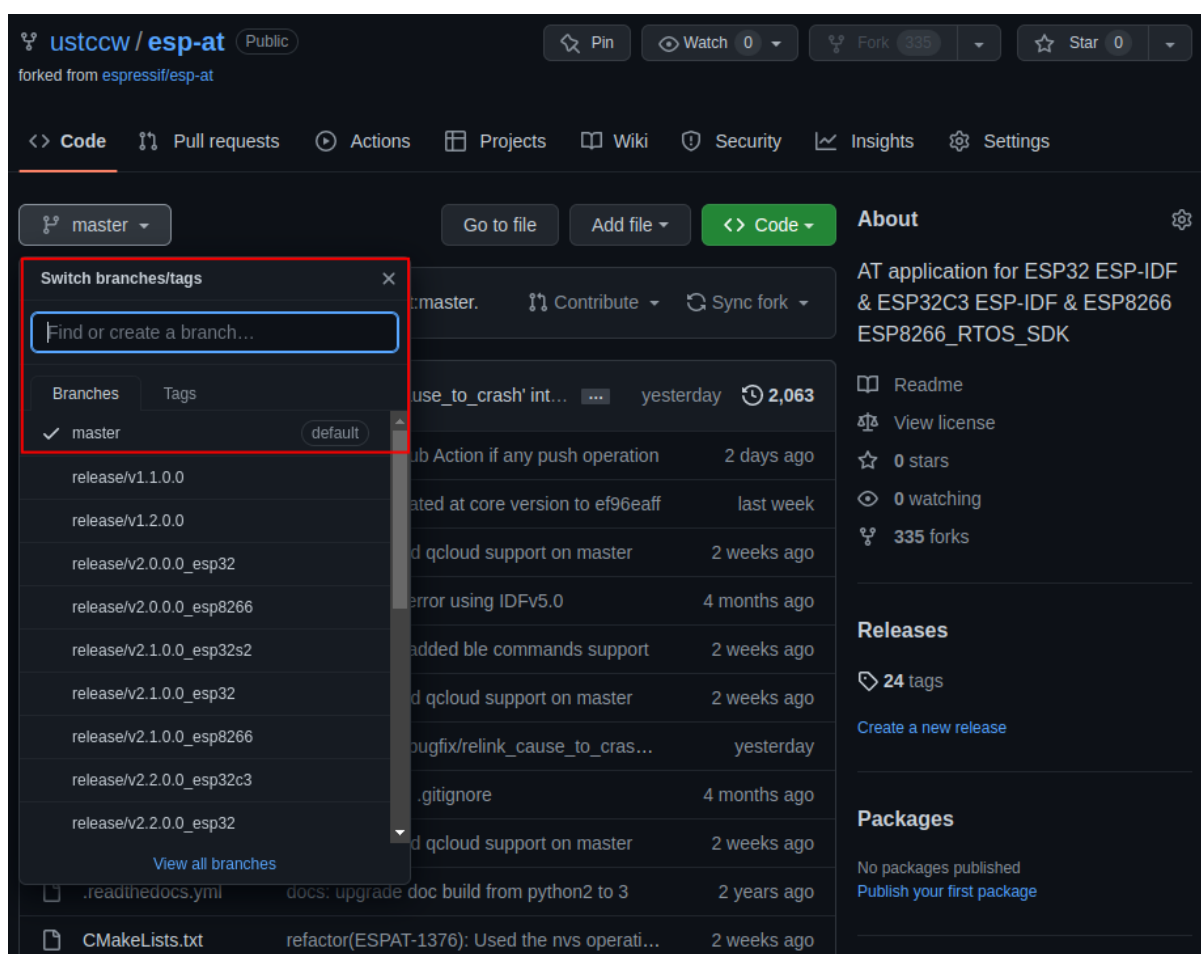 ustccw / esp-at Public
Pin
Watch 0
Fork 335
Star 0
forked from espressif/esp-at
Code
Pull requests
Actions
Projects
Wiki
Security
Insights
Settings
master
Go to file
Add file
Code
Switch branches/tags
Find or create a branch…
Branches
Tags
master default
release/v1.1.0.0
release/v1.2.0.0
release/v2.0.0.0_esp32
release/v2.0.0.0_esp8266
release/v2.1.0.0_esp32s2
release/v2.1.0.0_esp32
release/v2.1.0.0_esp8266
release/v2.2.0.0_esp32c3
release/v2.2.0.0_esp32
View all branches
:master.
Contribute
Sync fork
use_to_crash' int… ... yesterday 2,063
Action if any push operation 2 days ago
ated at core version to ef96eaff last week
d qcloud support on master 2 weeks ago
error using IDFv5.0 4 months ago
added ble commands support 2 weeks ago
d qcloud support on master 2 weeks ago
bugfix/relink_cause_to_cras… yesterday
.gitignore 4 months ago
d qcloud support on master 2 weeks ago
.readthedocs.yml docs: upgrade doc build from python2 to 3 2 years ago
CMakeLists.txt refactor(ESPAT-1376): Used the nvs operati… 2 weeks ago
About
AT application for ESP32 ESP-IDF
& ESP32C3 ESP-IDF & ESP8266
ESP8266_RTOS_SDK
Readme
View license
0 stars
0 watching
335 forks
Releases
24 tags
Create a new release
Packages
No packages published
Publish your first package